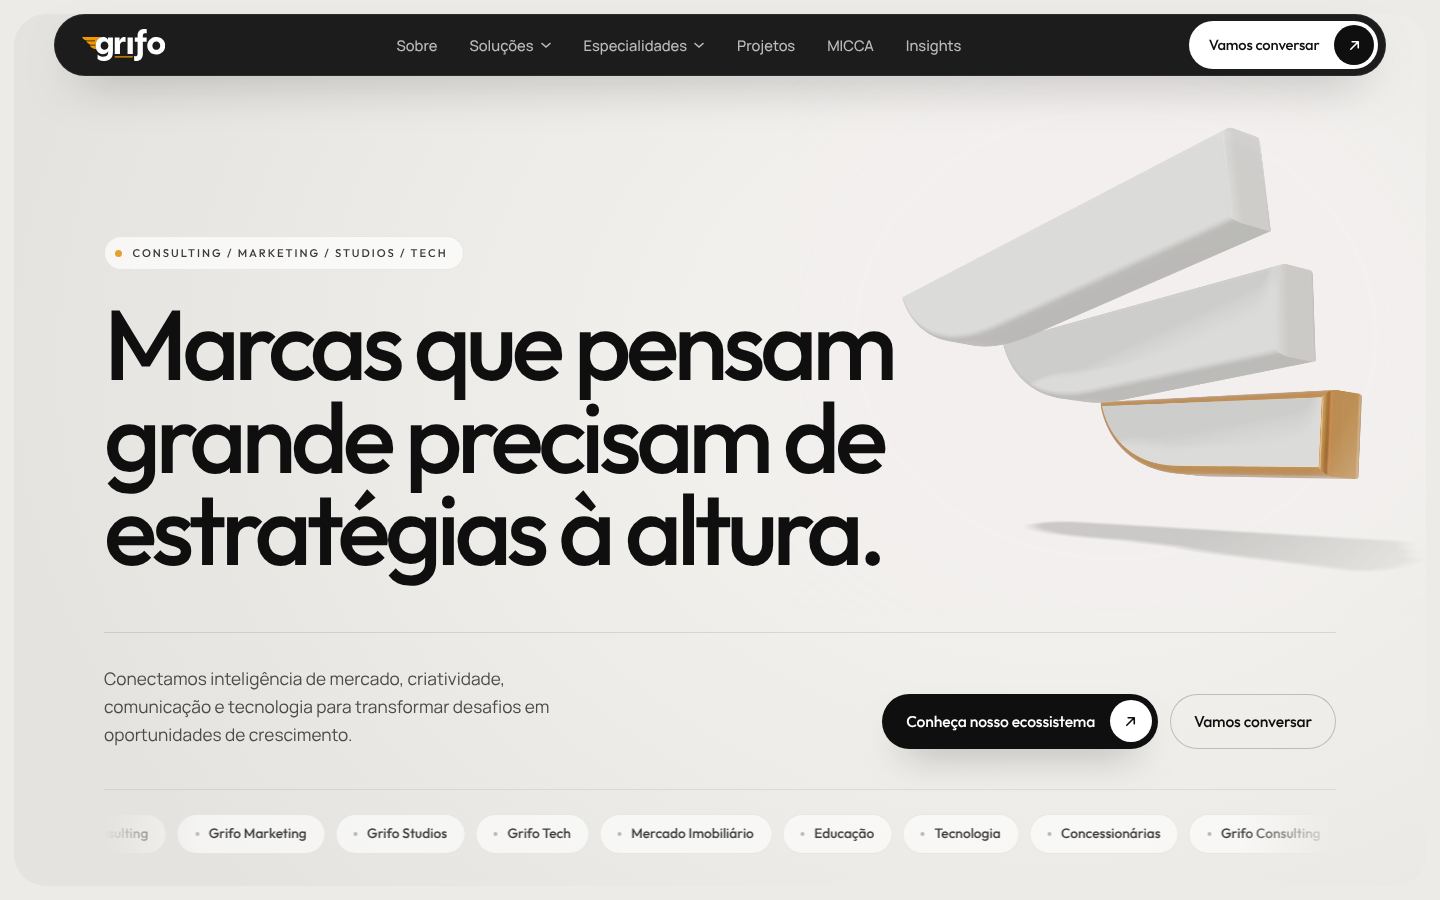 grifo
Sobre
Soluções
Especialidades
Projetos
MICCA
Insights
Vamos conversar
CONSULTING / MARKETING / STUDIOS / TECH
Marcas que pensam
grande precisam de
estratégias à altura.
Conectamos inteligência de mercado, criatividade,
comunicação e tecnologia para transformar desafios em
oportunidades de crescimento.
Conheça nosso ecossistema
Vamos conversar
Grifo Marketing
Grifo Studios
Grifo Tech
Mercado Imobiliário
Educação
Tecnologia
Concessionárias
Grifo Consulting